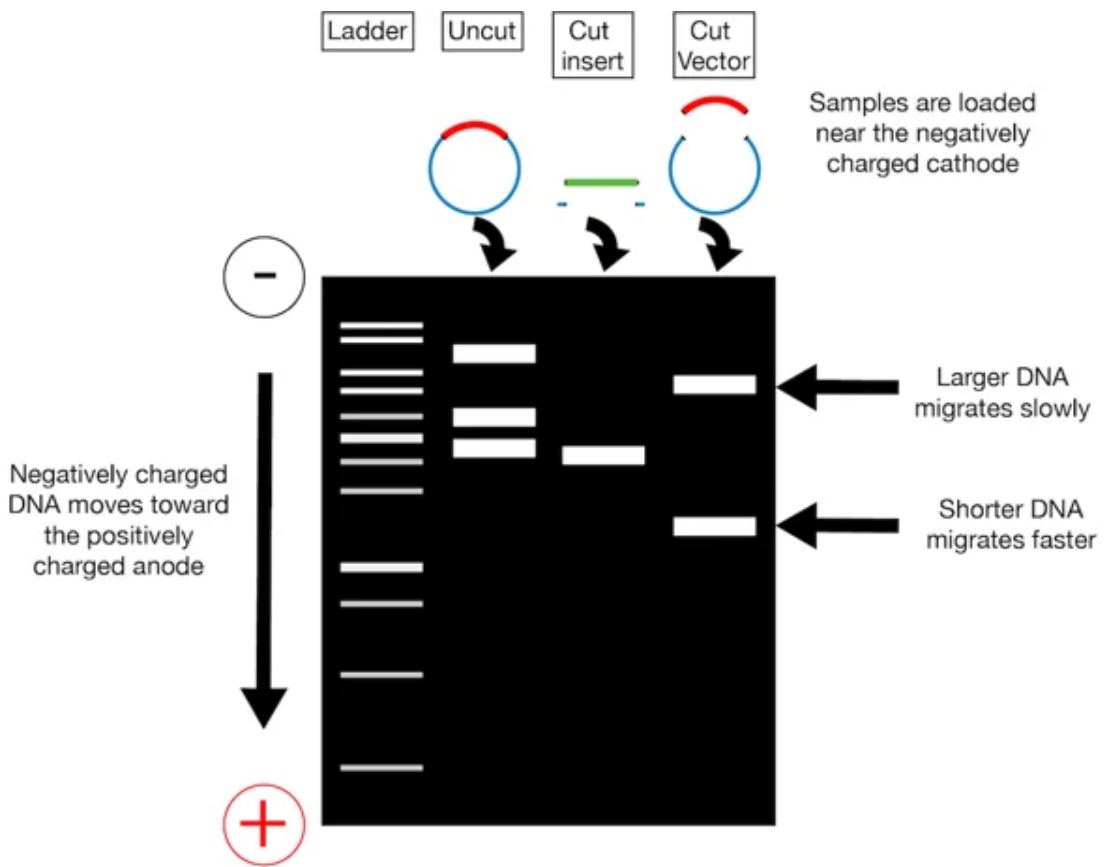 Ladder
Uncut
Cut
insert
Cut
Vector
Samples are loaded
near the negatively
charged cathode
-
Larger DNA
migrates slowly
Negatively charged
DNA moves toward
the positively
charged anode
Shorter DNA
migrates faster
+